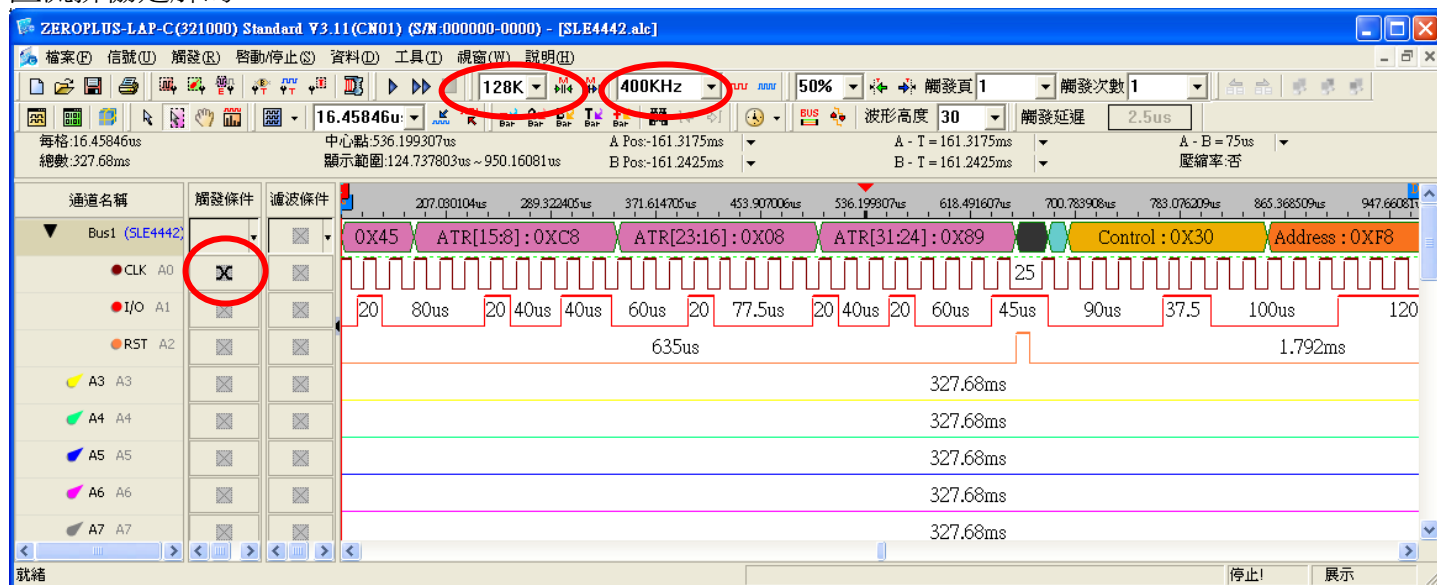 ZEROPLUS-LAP-C(321000) Standard V3.11(CN01) (S/N:000000-0000) - [SLE4442.alc]
檔案(F) 信號(U) 觸發(R) 啓動/停止(S) 資料(D) 工具(T) 視窗(W) 說明(H)
128K 400KHz 50% 觸發頁 1 觸發次數 1
16.45846u: Bar Bar Bar Bar Bar BUS 波形高度 30 觸發延遲 2.5us
每格:16.45846us 中心點:536.199307us A Pos:-161.3175ms A - T = 161.3175ms A - B = 75us
總數:327.68ms 顯示範圍:124.737803us ~ 950.16081us B Pos:-161.2425ms B - T = 161.2425ms 壓縮率:否
通道名稱 觸發條件 濾波條件 207.030104us 289.322405us 371.614705us 453.907006us 536.199307us 618.491607us 700.783908us 783.076209us 865.368509us
Bus1 (SLE4442) 0X45 ATR[15:8] : 0XC8 ATR[23:16] : 0X08 ATR[31:24] : 0X89 Control : 0X30 Address : 0XF8
CLK A0 X 25
I/O A1 20 80us 20 40us 40us 60us 20 77.5us 20 40us 20 60us 45us 90us 37.5 100us 120
RST A2 635us 1.792ms
A3 A3 327.68ms
A4 A4 327.68ms
A5 A5 327.68ms
A6 A6 327.68ms
A7 A7 327.68ms
就緒 停止! 展示